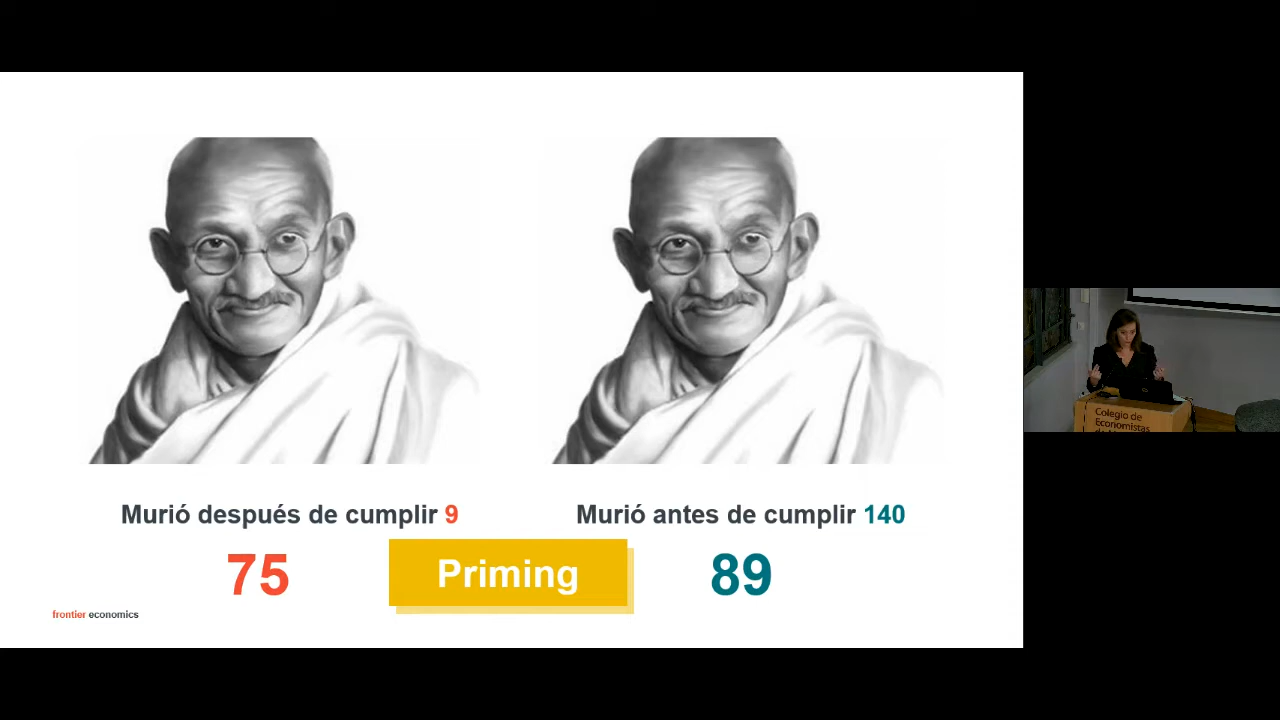 Murió después de cumplir 9
Murió antes de cumplir 140
75
Priming
89
frontier economics
Colegio de
Economistas